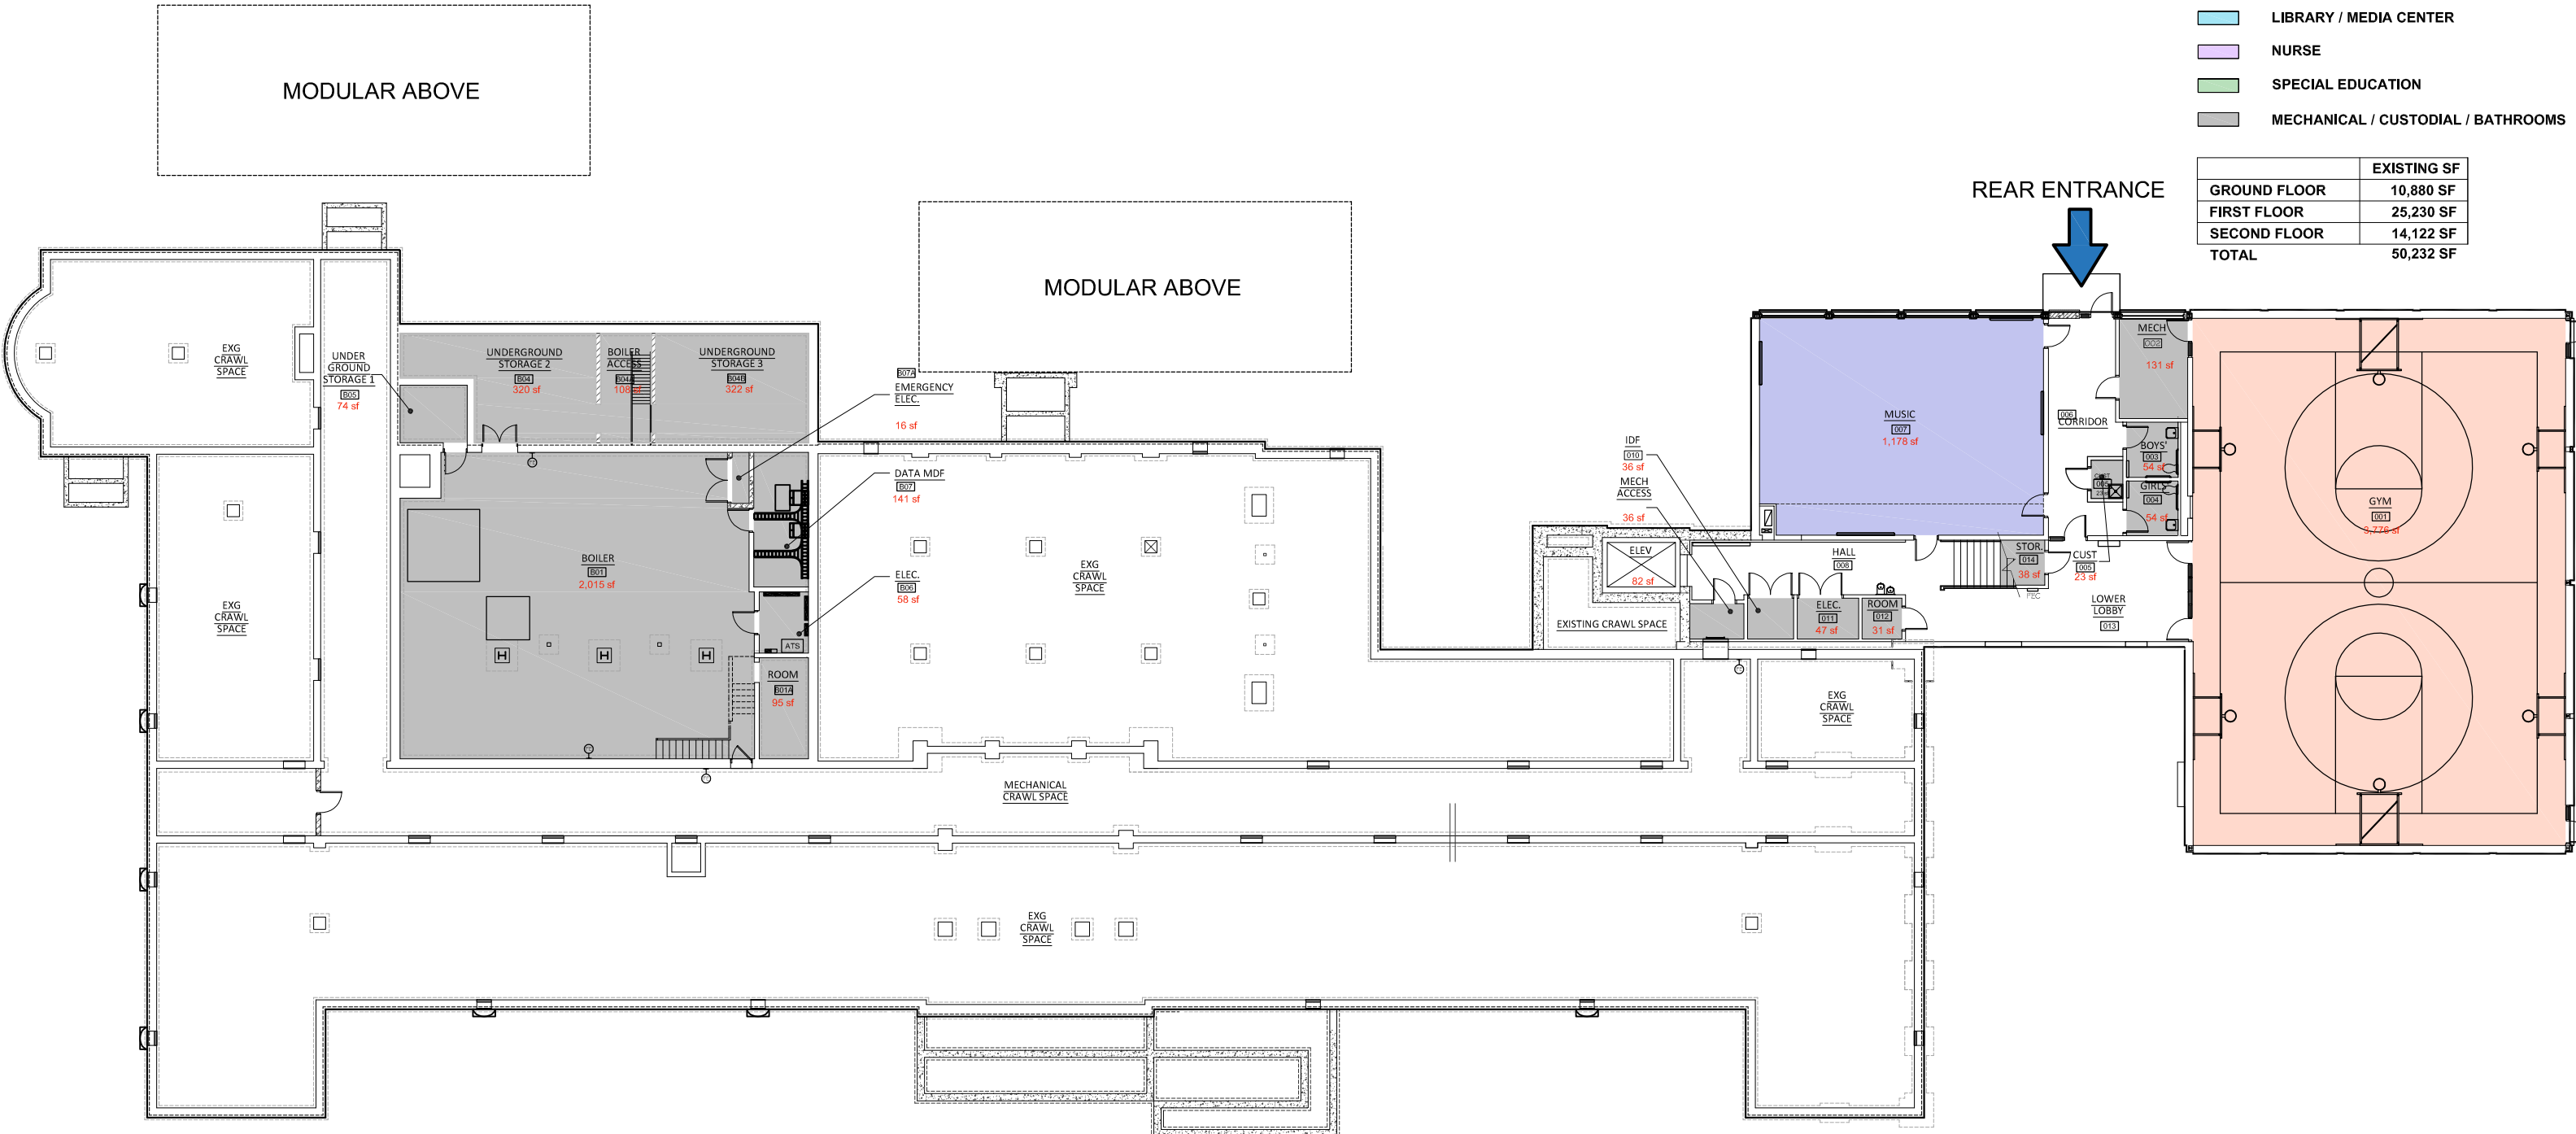 LIBRARY / MEDIA CENTER
NURSE
SPECIAL EDUCATION
MECHANICAL / CUSTODIAL / BATHROOMS
EXISTING SF
GROUND FLOOR 10,880 SF
FIRST FLOOR 25,230 SF
SECOND FLOOR 14,122 SF
TOTAL 50,232 SF
MODULAR ABOVE
MODULAR ABOVE
REAR ENTRANCE
EXG
CRAWL
SPACE
UNDER
GROUND
STORAGE 1
B05
74 sf
UNDERGROUND
STORAGE 2
B04
320 sf
BOILER
ACCESS
B04A
108 sf
UNDERGROUND
STORAGE 3
B04B
322 sf
B07A
EMERGENCY
ELEC.
16 sf
DATA MDF
B07
141 sf
ELEC.
B06
58 sf
BOILER
B01
2,015 sf
ATS
ROOM
B01A
95 sf
EXG
CRAWL
SPACE
EXG
CRAWL
SPACE
MECHANICAL
CRAWL SPACE
EXG
CRAWL
SPACE
EXG
CRAWL
SPACE
EXISTING CRAWL SPACE
ELEV
82 sf
IDF
010
36 sf
MECH
ACCESS
36 sf
HALL
008
ELEC.
011
47 sf
ROOM
012
31 sf
MUSIC
007
1,178 sf
006
CORRIDOR
MECH
002
131 sf
BOYS'
003
54 sf
GIRLS
004
54 sf
STOR.
014
38 sf
CUST
005
23 sf
FEC
LOWER
LOBBY
013
GYM
001
3,776 sf